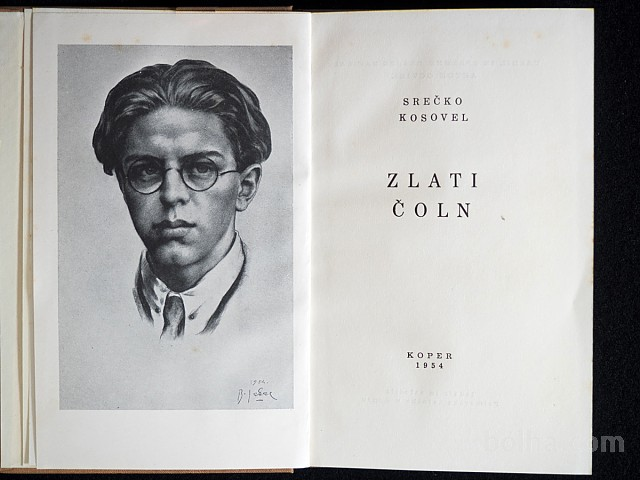 SREČKO
KOSOVEL
ZLATI
ČOLN
KOPER
1954